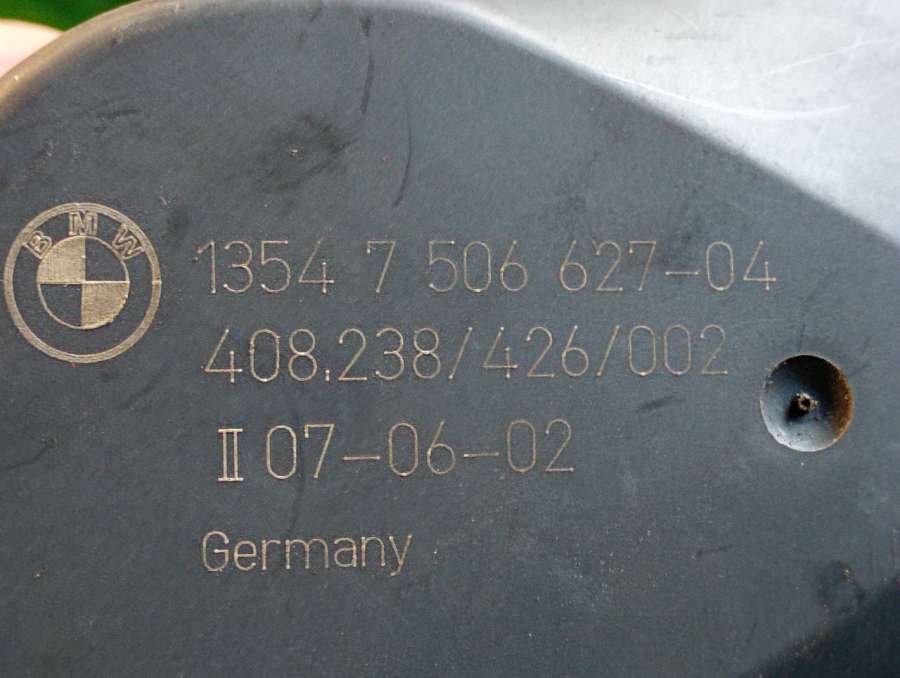 BMW
1354 7 506 627-04
408.238/426/002
II 07-06-02
Germany